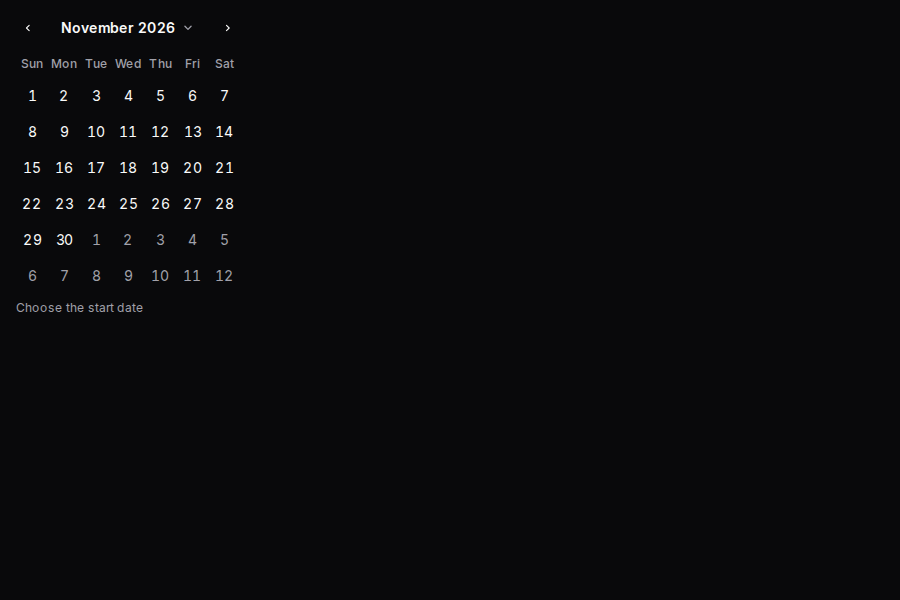 November 2026
Sun Mon Tue Wed Thu Fri Sat
1 2 3 4 5 6 7
8 9 10 11 12 13 14
15 16 17 18 19 20 21
22 23 24 25 26 27 28
29 30 1 2 3 4 5
6 7 8 9 10 11 12
Choose the start date